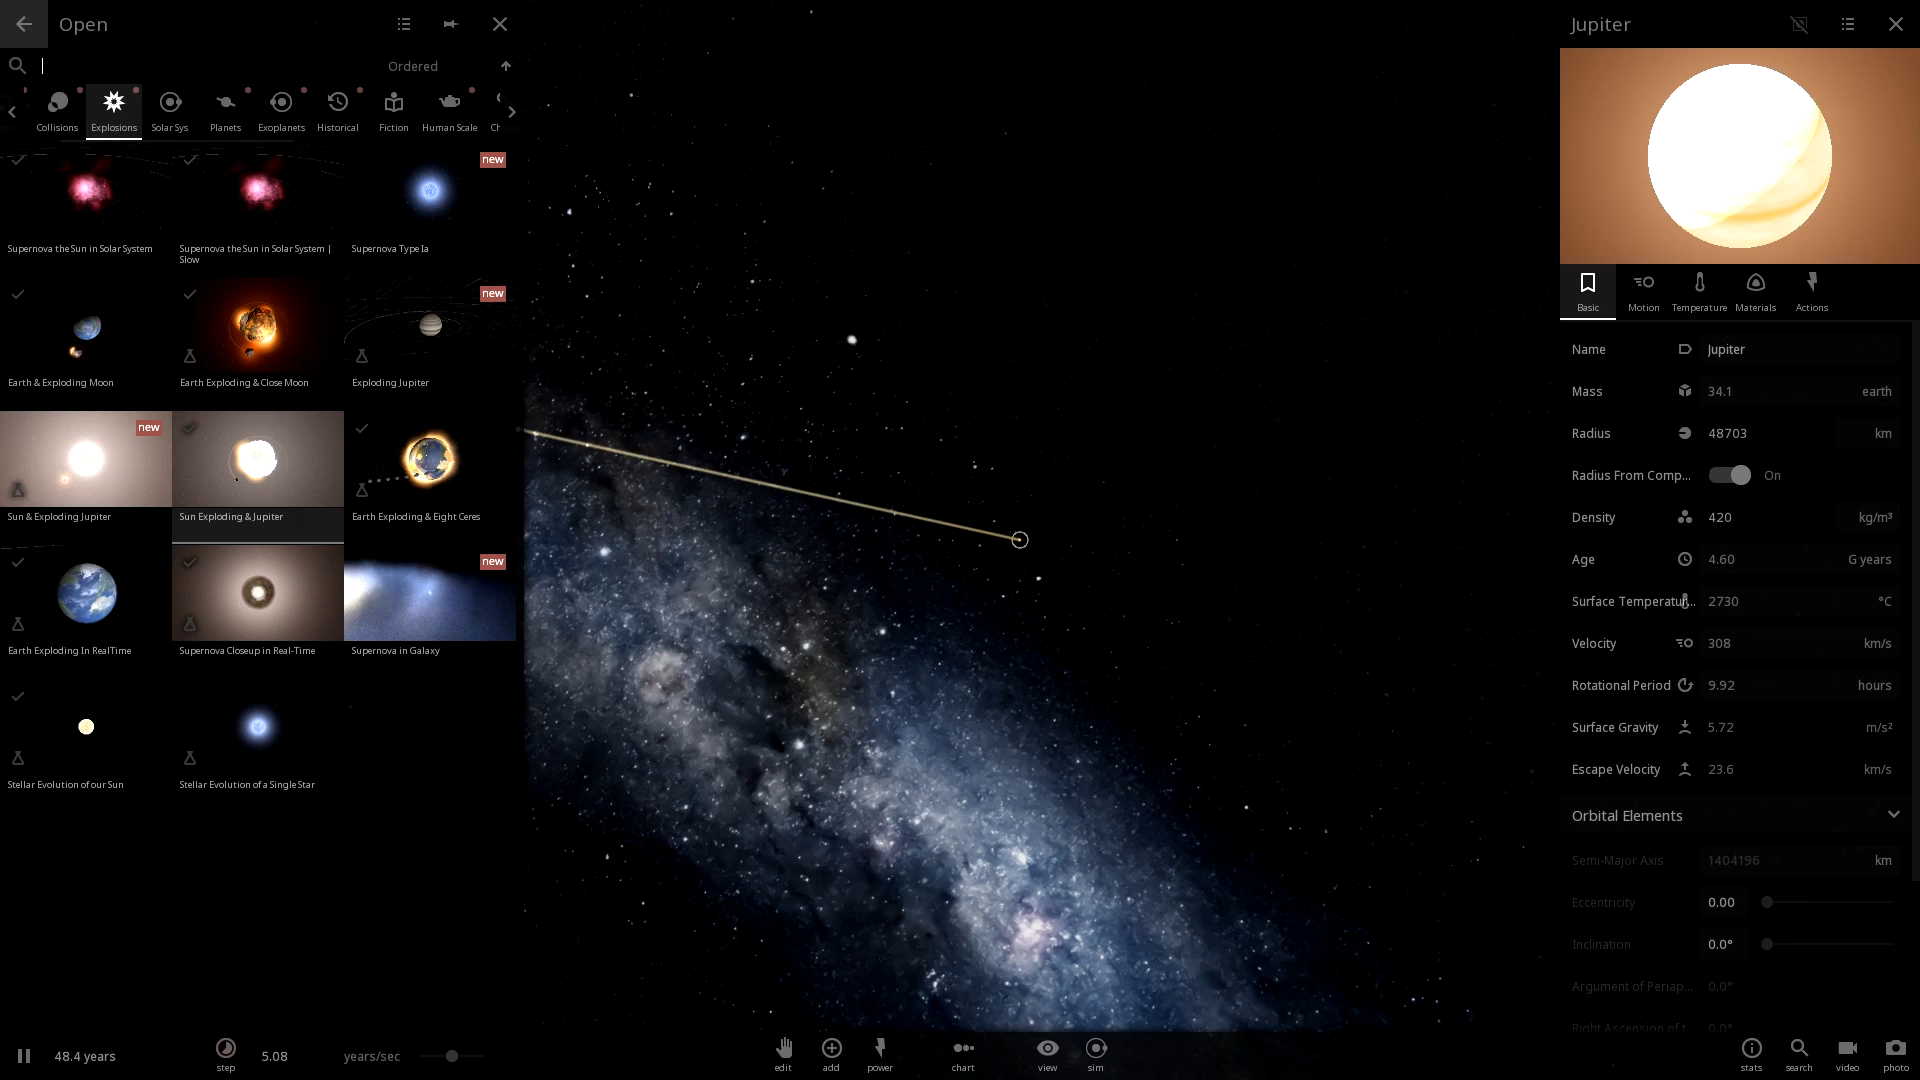 Open
Ordered
Collisions
Explosions
Solar Sys
Planets
Exoplanets
Historical
Fiction
Human Scale
Supernova the Sun in Solar System
Supernova the Sun in Solar System |
Slow
new
Supernova Type Ia
Earth & Exploding Moon
Earth Exploding & Close Moon
new
Exploding Jupiter
new
Sun & Exploding Jupiter
Sun Exploding & Jupiter
Earth Exploding & Eight Ceres
Earth Exploding In RealTime
Supernova Closeup in Real-Time
new
Supernova in Galaxy
Stellar Evolution of our Sun
Stellar Evolution of a Single Star
48.4 years
step
5.08
years/sec
edit
add
power
chart
view
sim
Jupiter
Basic
Motion
Temperature
Materials
Actions
Name Jupiter
Mass 34.1 earth
Radius 48703 km
Radius From Comp... On
Density 420 kg/m³
Age 4.60 G years
Surface Temperatur... 2730 °C
Velocity 308 km/s
Rotational Period 9.92 hours
Surface Gravity 5.72 m/s²
Escape Velocity 23.6 km/s
Orbital Elements
Semi-Major Axis 1404196 km
Eccentricity 0.00
Inclination 0.0°
Argument of Periap... 0.0°
Right Ascension of t... 0.0°
stats
search
video
photo